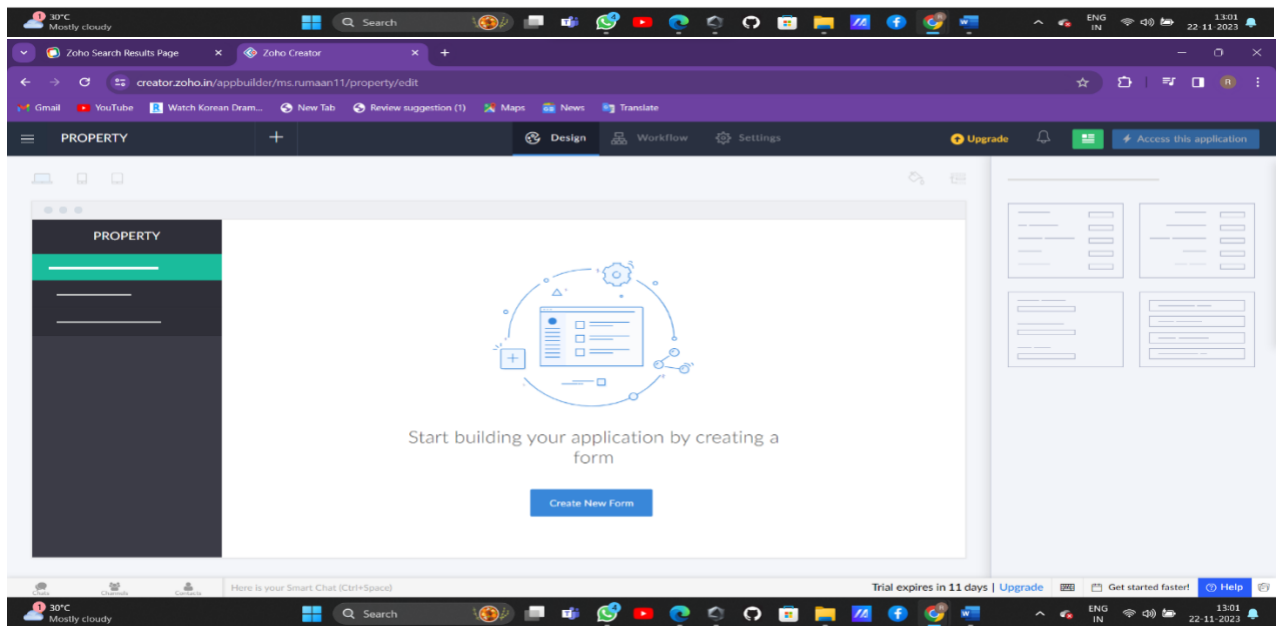 30°C
Mostly cloudy
Search
ENG
IN
13:01
22-11-2023
Zoho Search Results Page
Zoho Creator
creator.zoho.in/appbuilder/ms.rumaan11/property/edit
Gmail YouTube Watch Korean Dram... New Tab Review suggestion (1) Maps News Translate
PROPERTY
Design Workflow Settings Upgrade Access this application
PROPERTY
Start building your application by creating a
form
Create New Form
Chats Channels Contacts Here is your Smart Chat (Ctrl+Space) Trial expires in 11 days | Upgrade Get started faster! Help
30°C
Mostly cloudy
Search
ENG
IN
13:01
22-11-2023